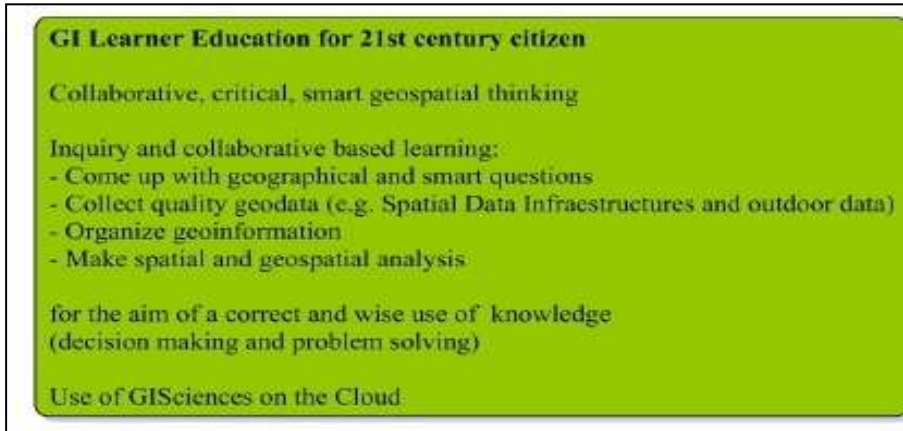 GI Learner Education for 21st century citizen
Collaborative, critical, smart geospatial thinking
Inquiry and collaborative based learning:
- Come up with geographical and smart questions
- Collect quality geodata (e.g. Spatial Data Infraestructures and outdoor data)
- Organize geoinformation
- Make spatial and geospatial analysis
for the aim of a correct and wise use of knowledge
(decision making and problem solving)
Use of GISciences on the Cloud